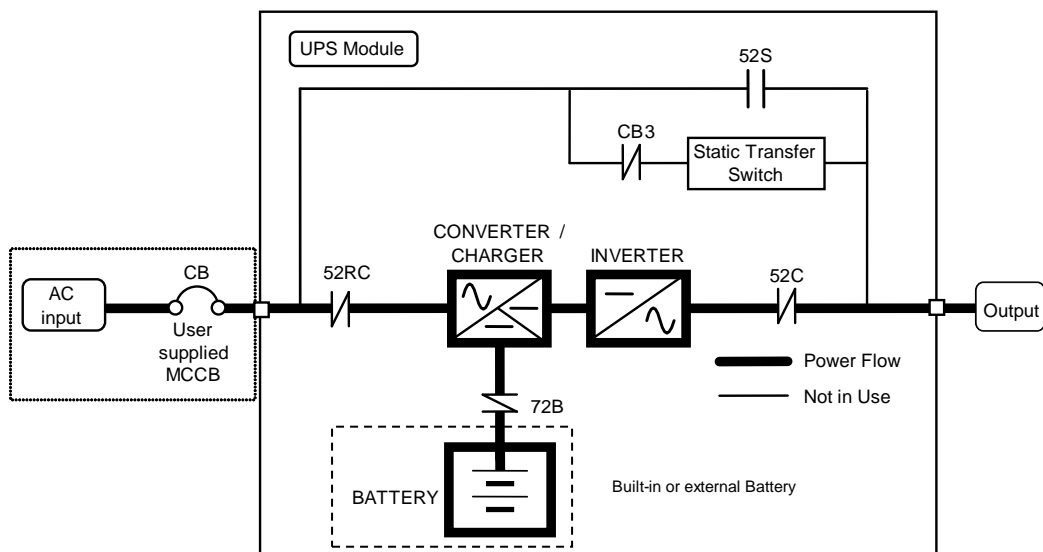 UPS Module
52S
CB3
Static Transfer
Switch
CONVERTER /
CHARGER
INVERTER
52RC
52C
CB
AC
input
User
supplied
MCCB
Output
Power Flow
Not in Use
72B
BATTERY
Built-in or external Battery